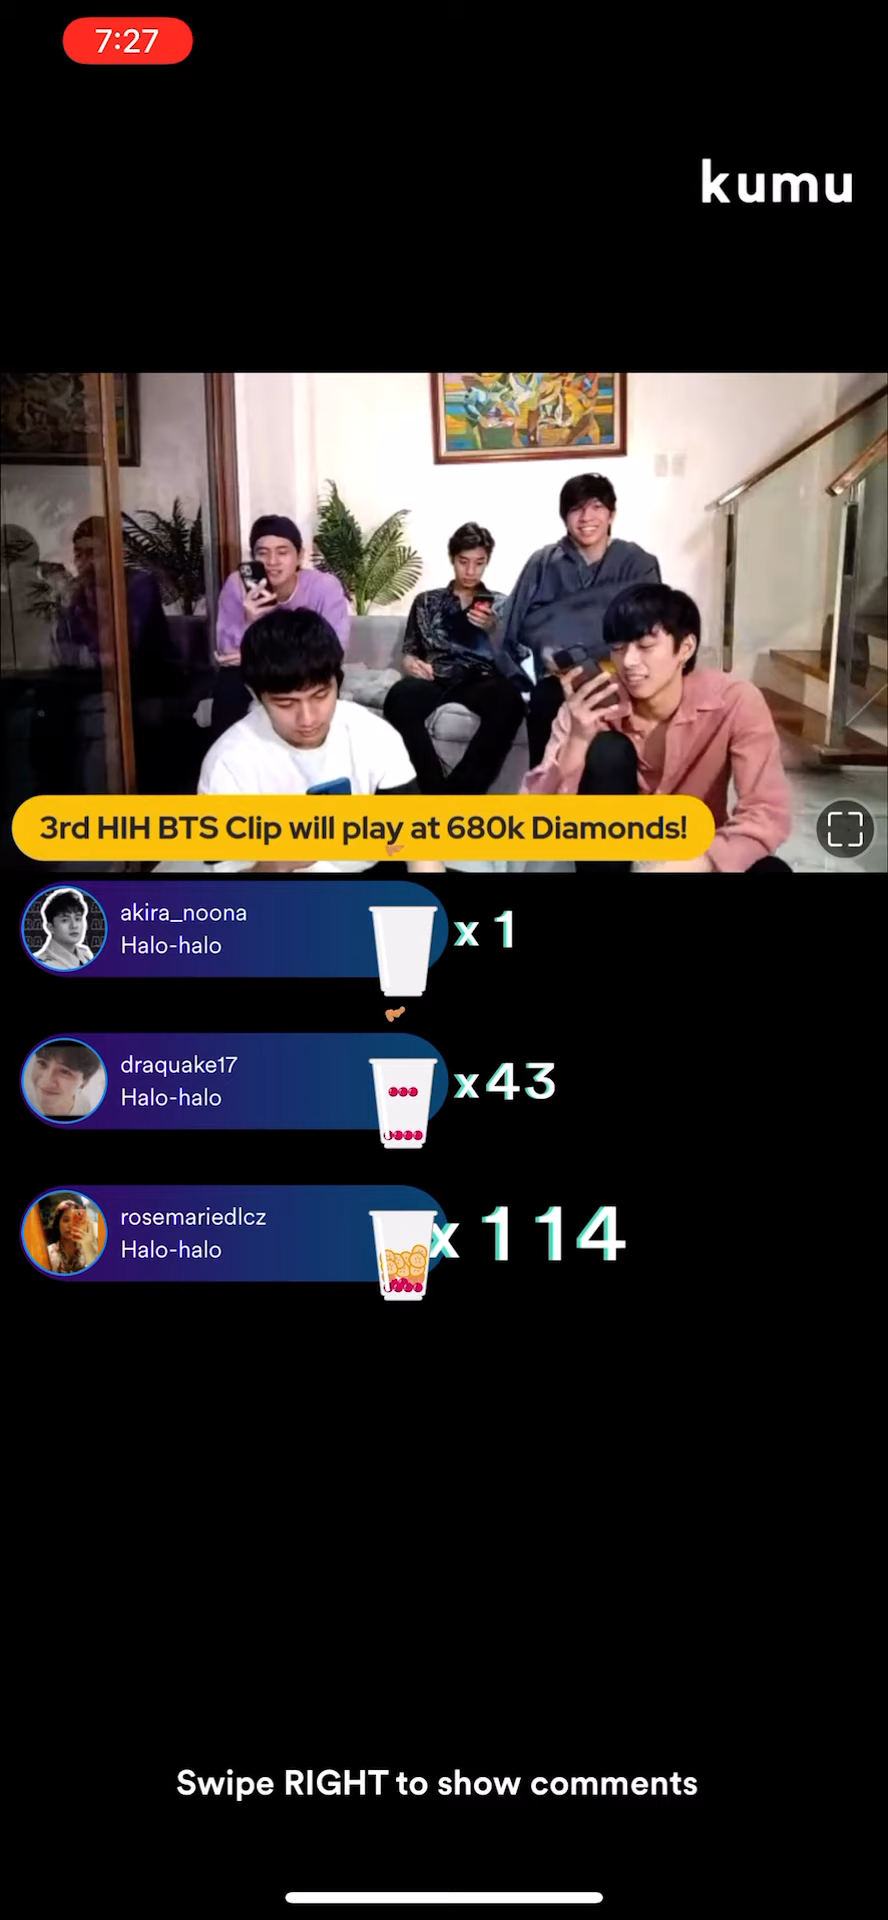 7:27
kumu
3rd HIH BTS Clip will play at 680k Diamonds!
akira_noona
Halo-halo
x 1
draquake17
Halo-halo
x43
rosemariedlcz
Halo-halo
x 114
Swipe RIGHT to show comments